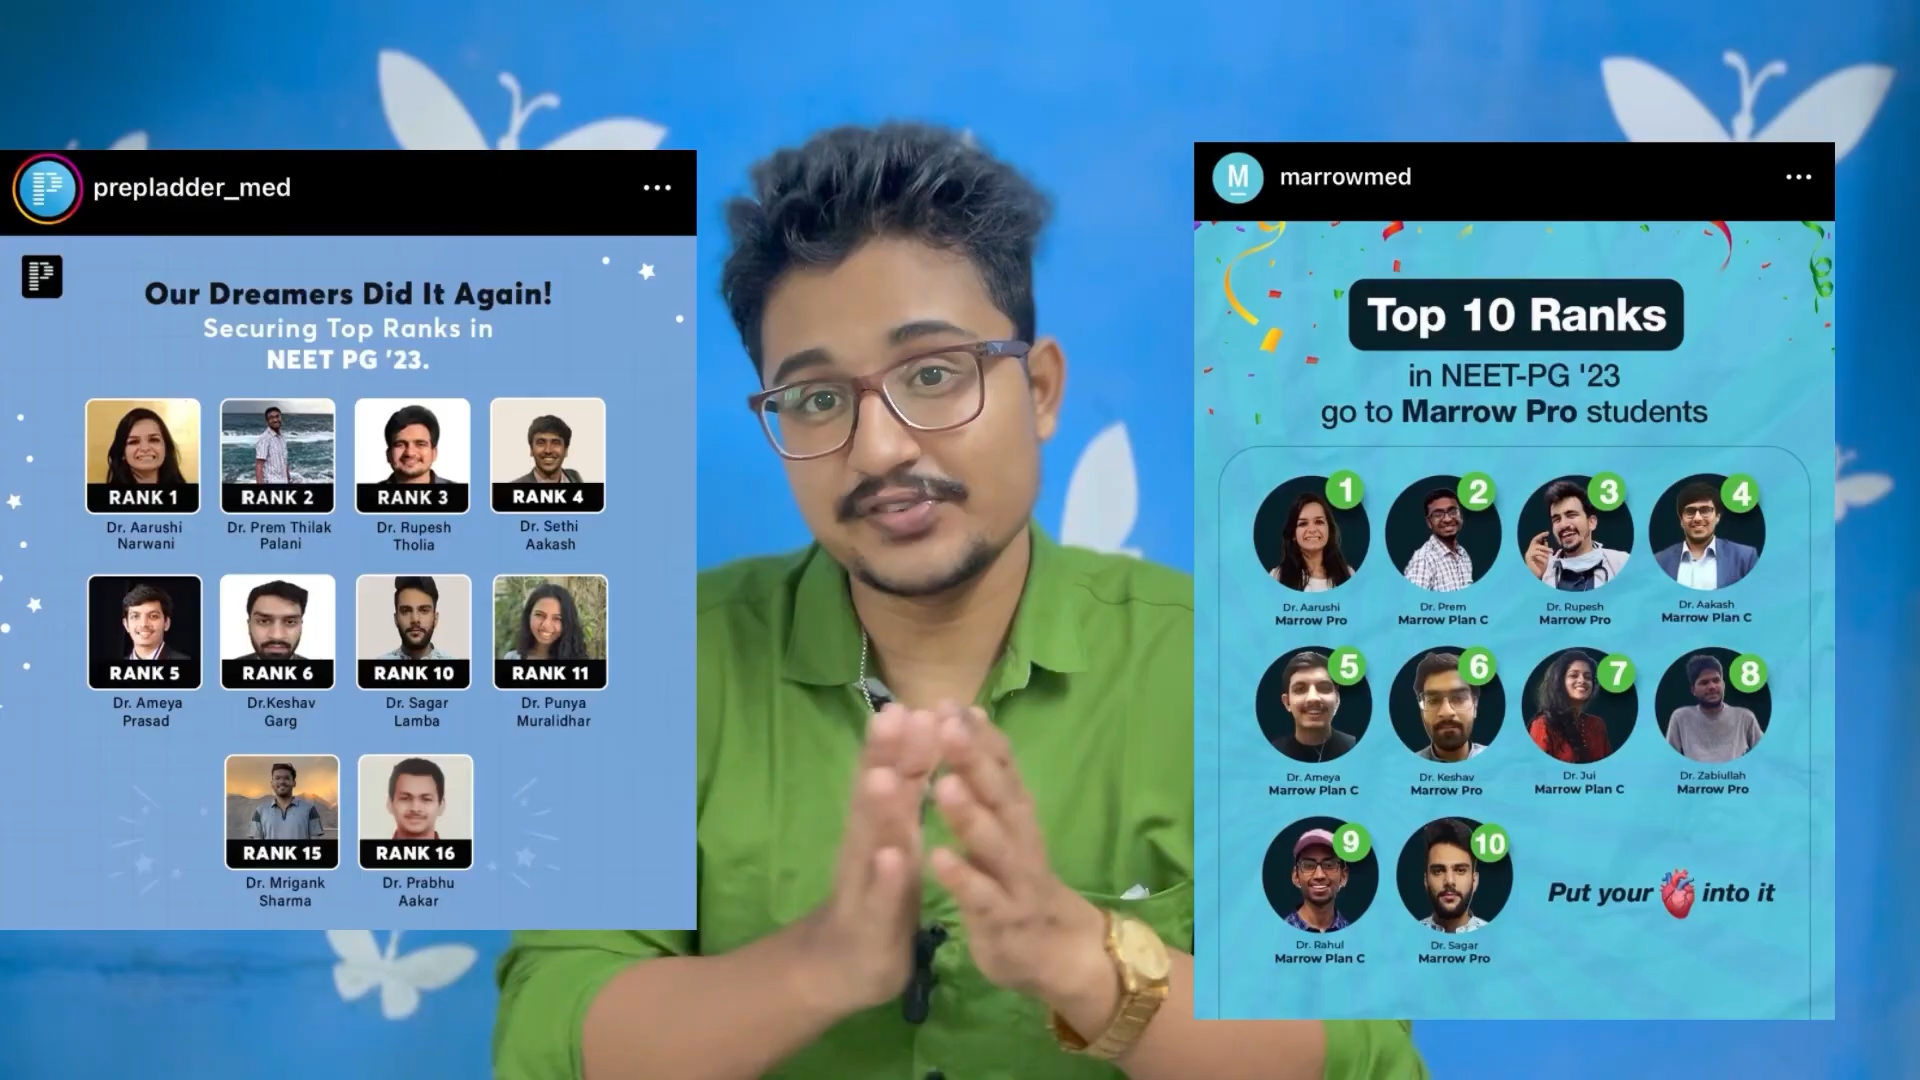 prepladder_med
Our Dreamers Did It Again!
Securing Top Ranks in
NEET PG '23.
RANK 1
RANK 2
RANK 3
RANK 4
Dr. Aarushi
Narwani
Dr. Prem Thilak
Palani
Dr. Rupesh
Tholia
Dr. Sethi
Aakash
RANK 5
RANK 6
RANK 10
RANK 11
Dr. Ameya
Prasad
Dr.Keshav
Garg
Dr. Sagar
Lamba
Dr. Punya
Muralidhar
RANK 15
RANK 16
Dr. Mrigank
Sharma
Dr. Prabhu
Aakar
M
marrowmed
Top 10 Ranks
in NEET-PG '23
go to Marrow Pro students
1
2
3
4
Dr. Aarushi
Marrow Pro
Dr. Prem
Marrow Plan C
Dr. Rupesh
Marrow Pro
Dr. Aakash
Marrow Plan C
5
6
7
8
Dr. Ameya
Marrow Plan C
Dr. Keshav
Marrow Pro
Dr. Jui
Marrow Plan C
Dr. Zabiullah
Marrow Pro
9
10
Dr. Rahul
Marrow Plan C
Dr. Sagar
Marrow Pro
Put your into it